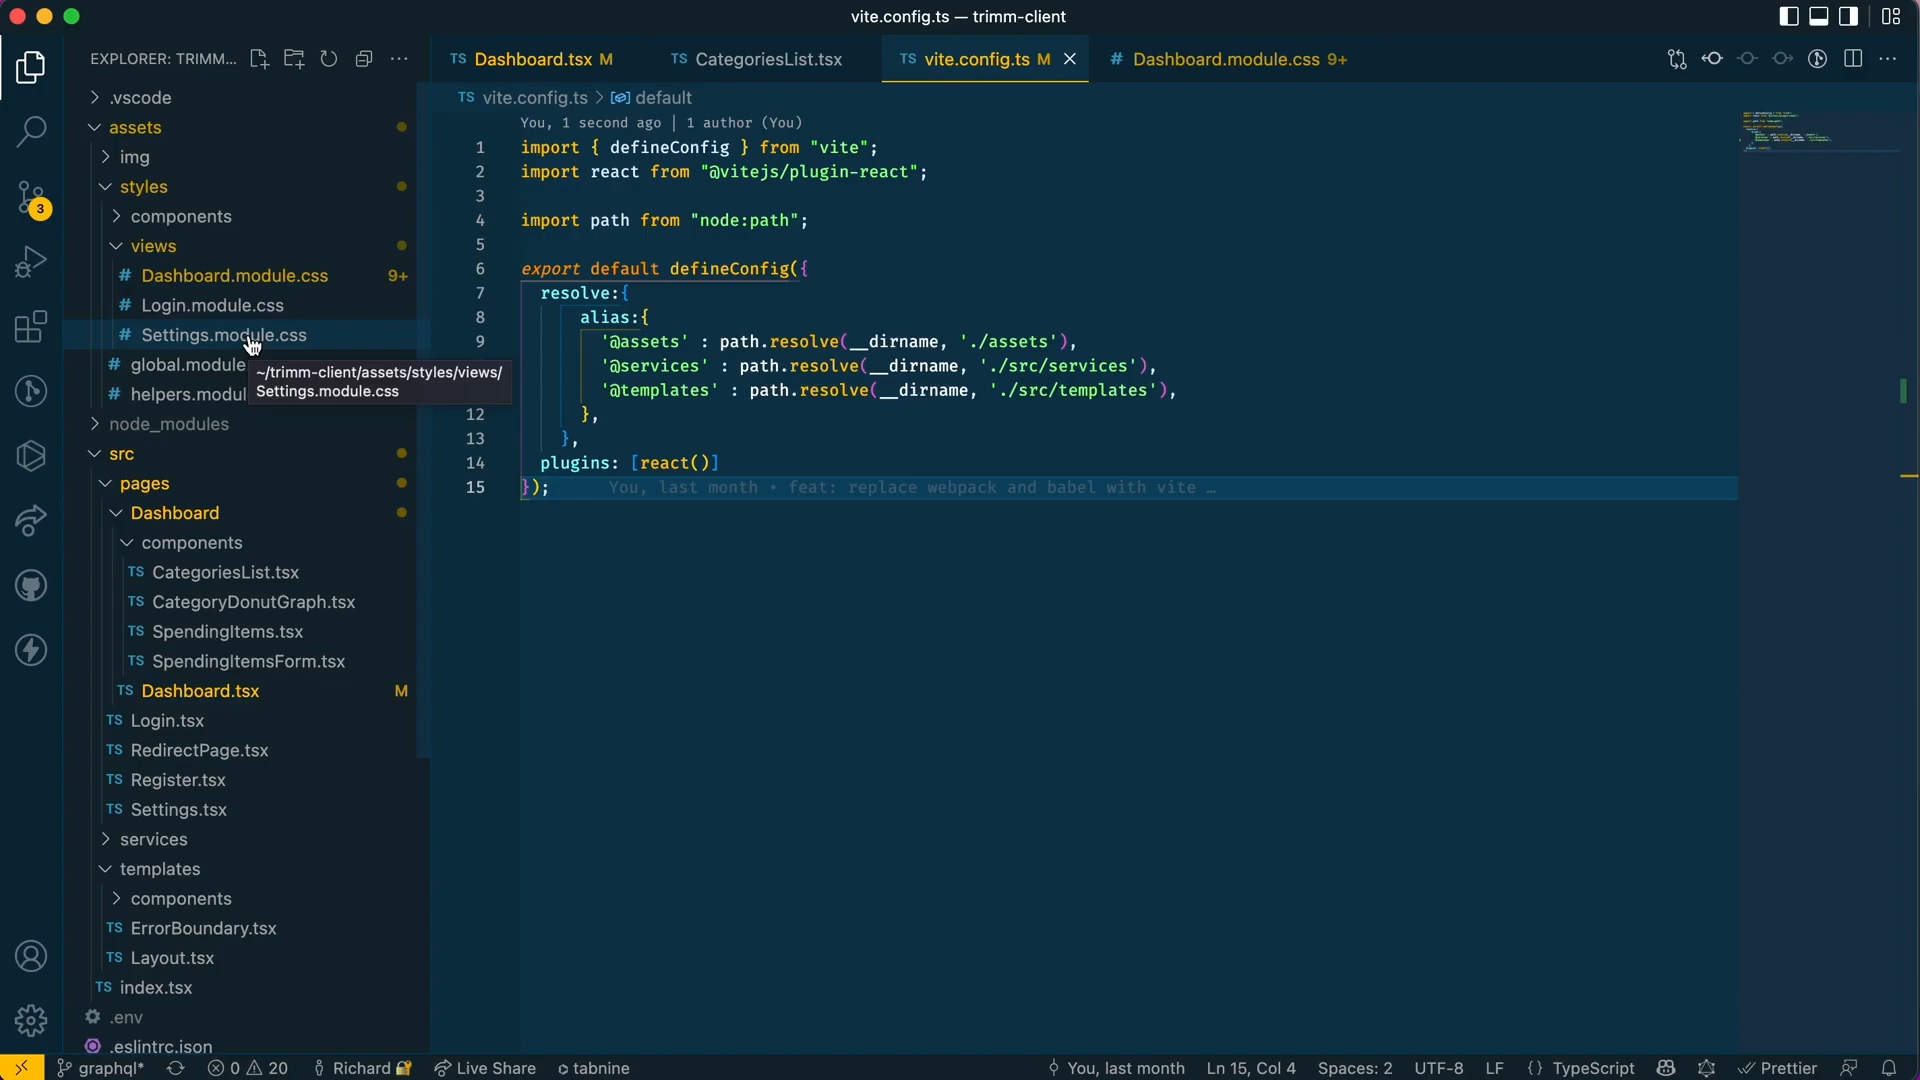 vite.config.ts — trimm-client
EXPLORER: TRIMM...
TS Dashboard.tsx M
TS CategoriesList.tsx
TS vite.config.ts M
# Dashboard.module.css 9+
TS vite.config.ts > default
You, 1 second ago | 1 author (You)
.vscode
assets
img
styles
components
views
# Dashboard.module.css 9+
# Login.module.css
# Settings.module.css
# global.module
# helpers.modul
~/trimm-client/assets/styles/views/
Settings.module.css
node_modules
src
pages
Dashboard
components
TS CategoriesList.tsx
TS CategoryDonutGraph.tsx
TS SpendingItems.tsx
TS SpendingItemsForm.tsx
TS Dashboard.tsx M
TS Login.tsx
TS RedirectPage.tsx
TS Register.tsx
TS Settings.tsx
services
templates
components
TS ErrorBoundary.tsx
TS Layout.tsx
TS index.tsx
.env
.eslintrc.json
3
1 import { defineConfig } from "vite";
2 import react from "@vitejs/plugin-react";
3
4 import path from "node:path";
5
6 export default defineConfig({
7 resolve:{
8 alias:{
9 '@assets' : path.resolve(__dirname, './assets'),
'@services' : path.resolve(__dirname, './src/services'),
'@templates' : path.resolve(__dirname, './src/templates'),
12 },
13 },
14 plugins: [react()]
15 }); You, last month • feat: replace webpack and babel with vite …
graphql* 0 20 Richard Live Share tabnine You, last month Ln 15, Col 4 Spaces: 2 UTF-8 LF {} TypeScript Prettier